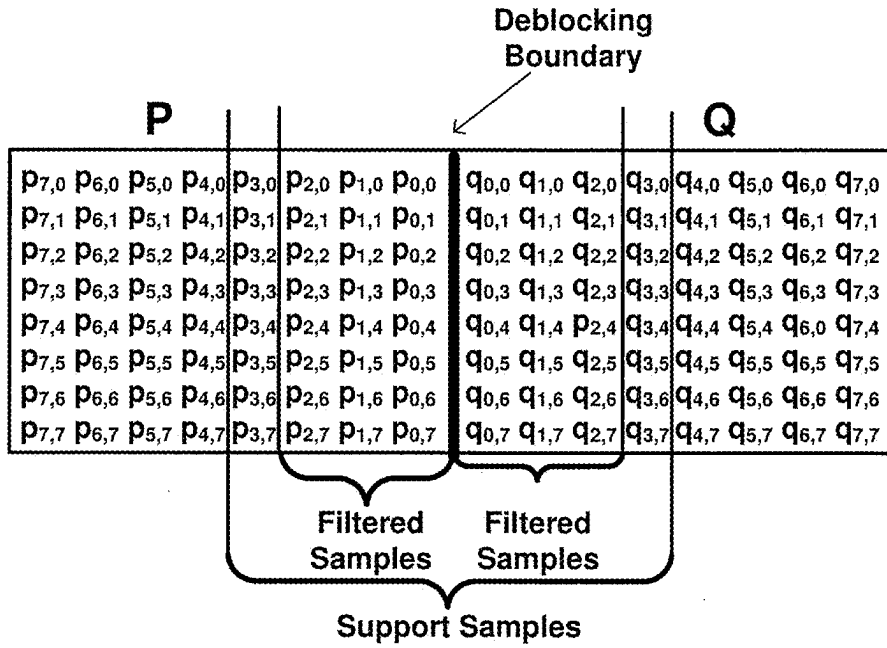 Deblocking
Boundary
P Q
p7,0 p6,0 p5,0 p4,0 p3,0 p2,0 p1,0 p0,0 q0,0 q1,0 q2,0 q3,0 q4,0 q5,0 q6,0 q7,0
p7,1 p6,1 p5,1 p4,1 p3,1 p2,1 p1,1 p0,1 q0,1 q1,1 q2,1 q3,1 q4,1 q5,1 q6,1 q7,1
p7,2 p6,2 p5,2 p4,2 p3,2 p2,2 p1,2 p0,2 q0,2 q1,2 q2,2 q3,2 q4,2 q5,2 q6,2 q7,2
p7,3 p6,3 p5,3 p4,3 p3,3 p2,3 p1,3 p0,3 q0,3 q1,3 q2,3 q3,3 q4,3 q5,3 q6,3 q7,3
p7,4 p6,4 p5,4 p4,4 p3,4 p2,4 p1,4 p0,4 q0,4 q1,4 p2,4 q3,4 q4,4 q5,4 q6,0 q7,4
p7,5 p6,5 p5,5 p4,5 p3,5 p2,5 p1,5 p0,5 q0,5 q1,5 q2,5 q3,5 q4,5 q5,5 q6,5 q7,5
p7,6 p6,6 p5,6 p4,6 p3,6 p2,6 p1,6 p0,6 q0,6 q1,6 q2,6 q3,6 q4,6 q5,6 q6,6 q7,6
p7,7 p6,7 p5,7 p4,7 p3,7 p2,7 p1,7 p0,7 q0,7 q1,7 q2,7 q3,7 q4,7 q5,7 q6,7 q7,7
Filtered Filtered
Samples Samples
Support Samples